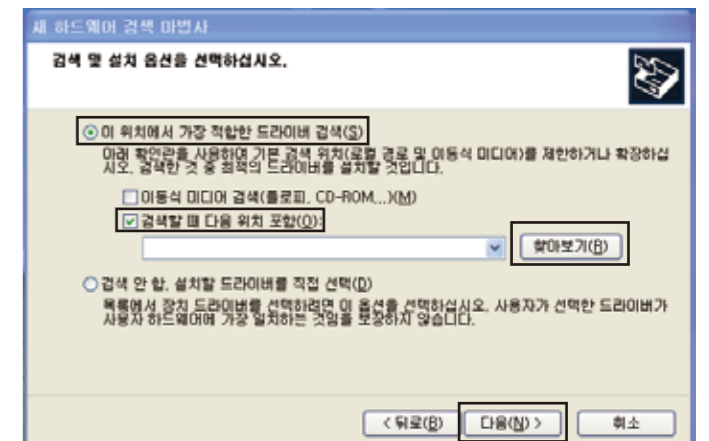 새 하드웨어 검색 마법사
검색 및 설치 옵션을 선택하십시오.
이 위치에서 가장 적합한 드라이버 검색(S)
아래 확인란을 사용하여 기본 검색 위치(로컬 경로 및 이동식 미디어)를 제한하거나 확장하십
시오. 검색한 것 중 최적의 드라이버를 설치할 것입니다.
이동식 미디어 검색(플로피, CD-ROM...)(M)
검색할 때 다음 위치 포함(O):
찾아보기(R)
검색 안 함. 설치할 드라이버를 직접 선택(D)
목록에서 장치 드라이버를 선택하려면 이 옵션을 선택하십시오. 사용자가 선택한 드라이버가
사용자 하드웨어에 가장 일치하는 것임을 보장하지 않습니다.
< 뒤로(B) 다음(N) > 취소